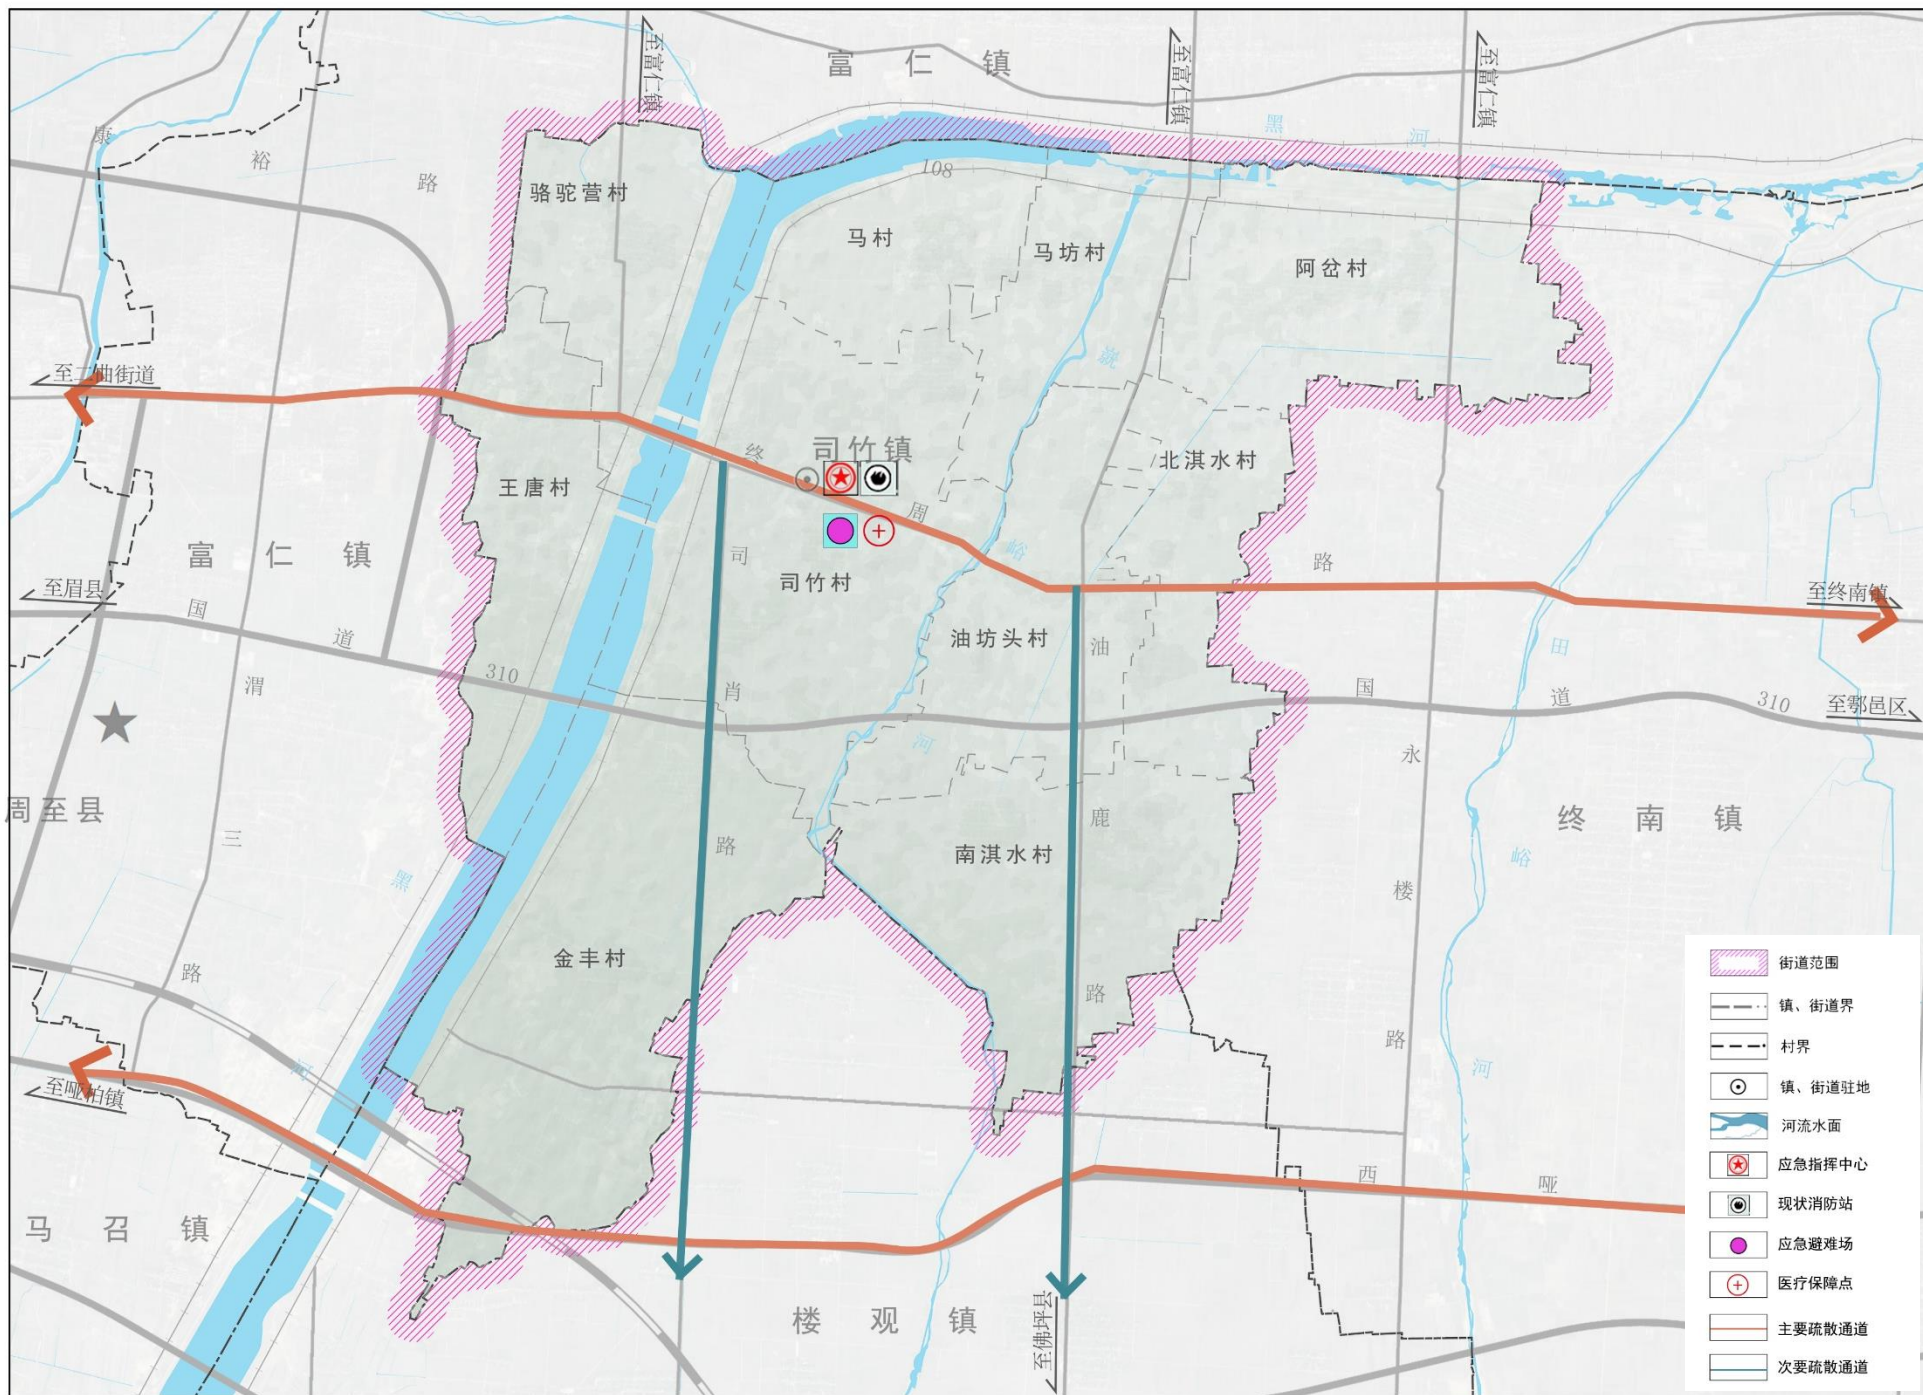 至富仁镇
至富仁镇
至富仁镇
富仁镇
康
裕
路
黑
河
108
骆驼营村
马村
马坊村
阿岔村
至二曲街道
司竹镇
终
周
二
路
北淇水村
王唐村
富仁镇
至眉县
国
道
310
司竹村
油坊头村
峪
河
至终南镇
田
峪
河
国
道
310
至鄠邑区
司
肖
路
油
鹿
路
永
楼
路
渭
三
路
周至县
黑
河
终南镇
南淇水村
金丰村
至哑柏镇
马召镇
楼观镇
至佛坪县
西
哑
街道范围
镇、街道界
村界
镇、街道驻地
河流水面
应急指挥中心
现状消防站
应急避难场
医疗保障点
主要疏散通道
次要疏散通道